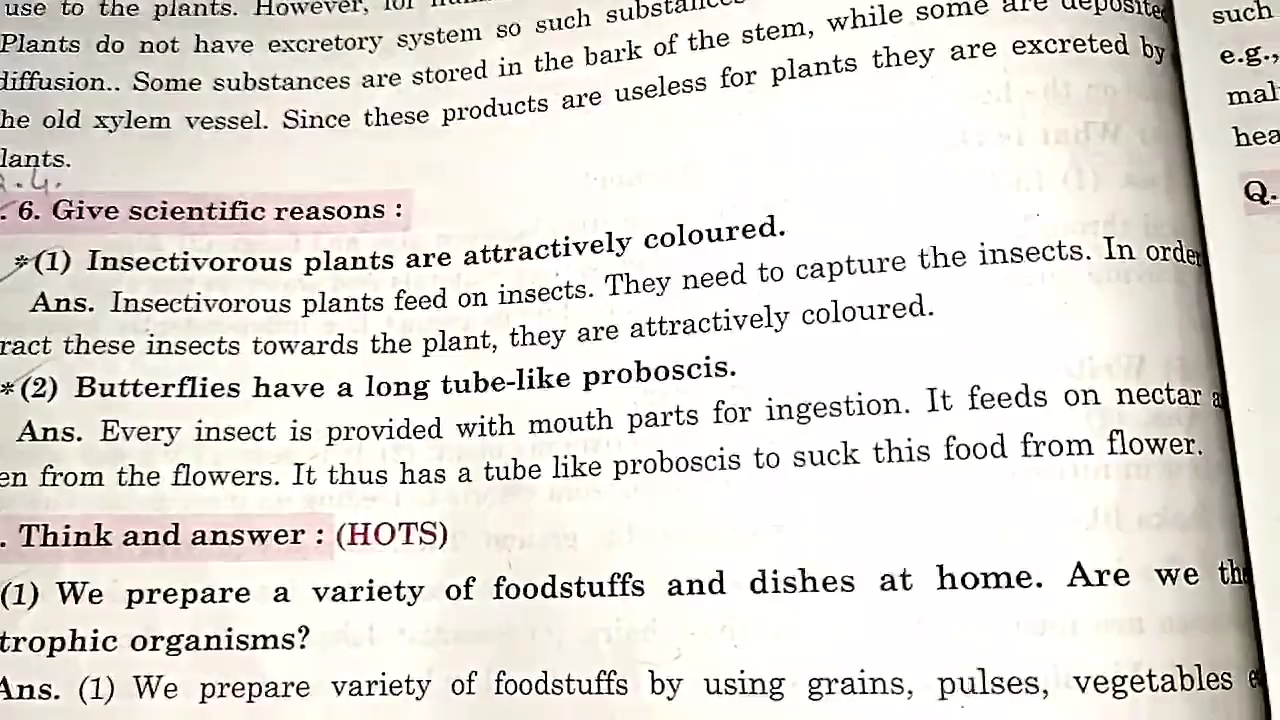 use to the plants. However, for
Plants do not have excretory system so such substances
diffusion.. Some substances are stored in the bark of the stem, while some are deposited
he old xylem vessel. Since these products are useless for plants they are excreted by
lants.
. 6. Give scientific reasons :
*(1) Insectivorous plants are attractively coloured.
Ans. Insectivorous plants feed on insects. They need to capture the insects. In order
ract these insects towards the plant, they are attractively coloured.
*(2) Butterflies have a long tube-like proboscis.
Ans. Every insect is provided with mouth parts for ingestion. It feeds on nectar
en from the flowers. It thus has a tube like proboscis to suck this food from flower.
. Think and answer : (HOTS)
(1) We prepare a variety of foodstuffs and dishes at home. Are we
trophic organisms?
Ans. (1) We prepare variety of foodstuffs by using grains, pulses, vegetables
such
e.g.,
mal
hea
Q.